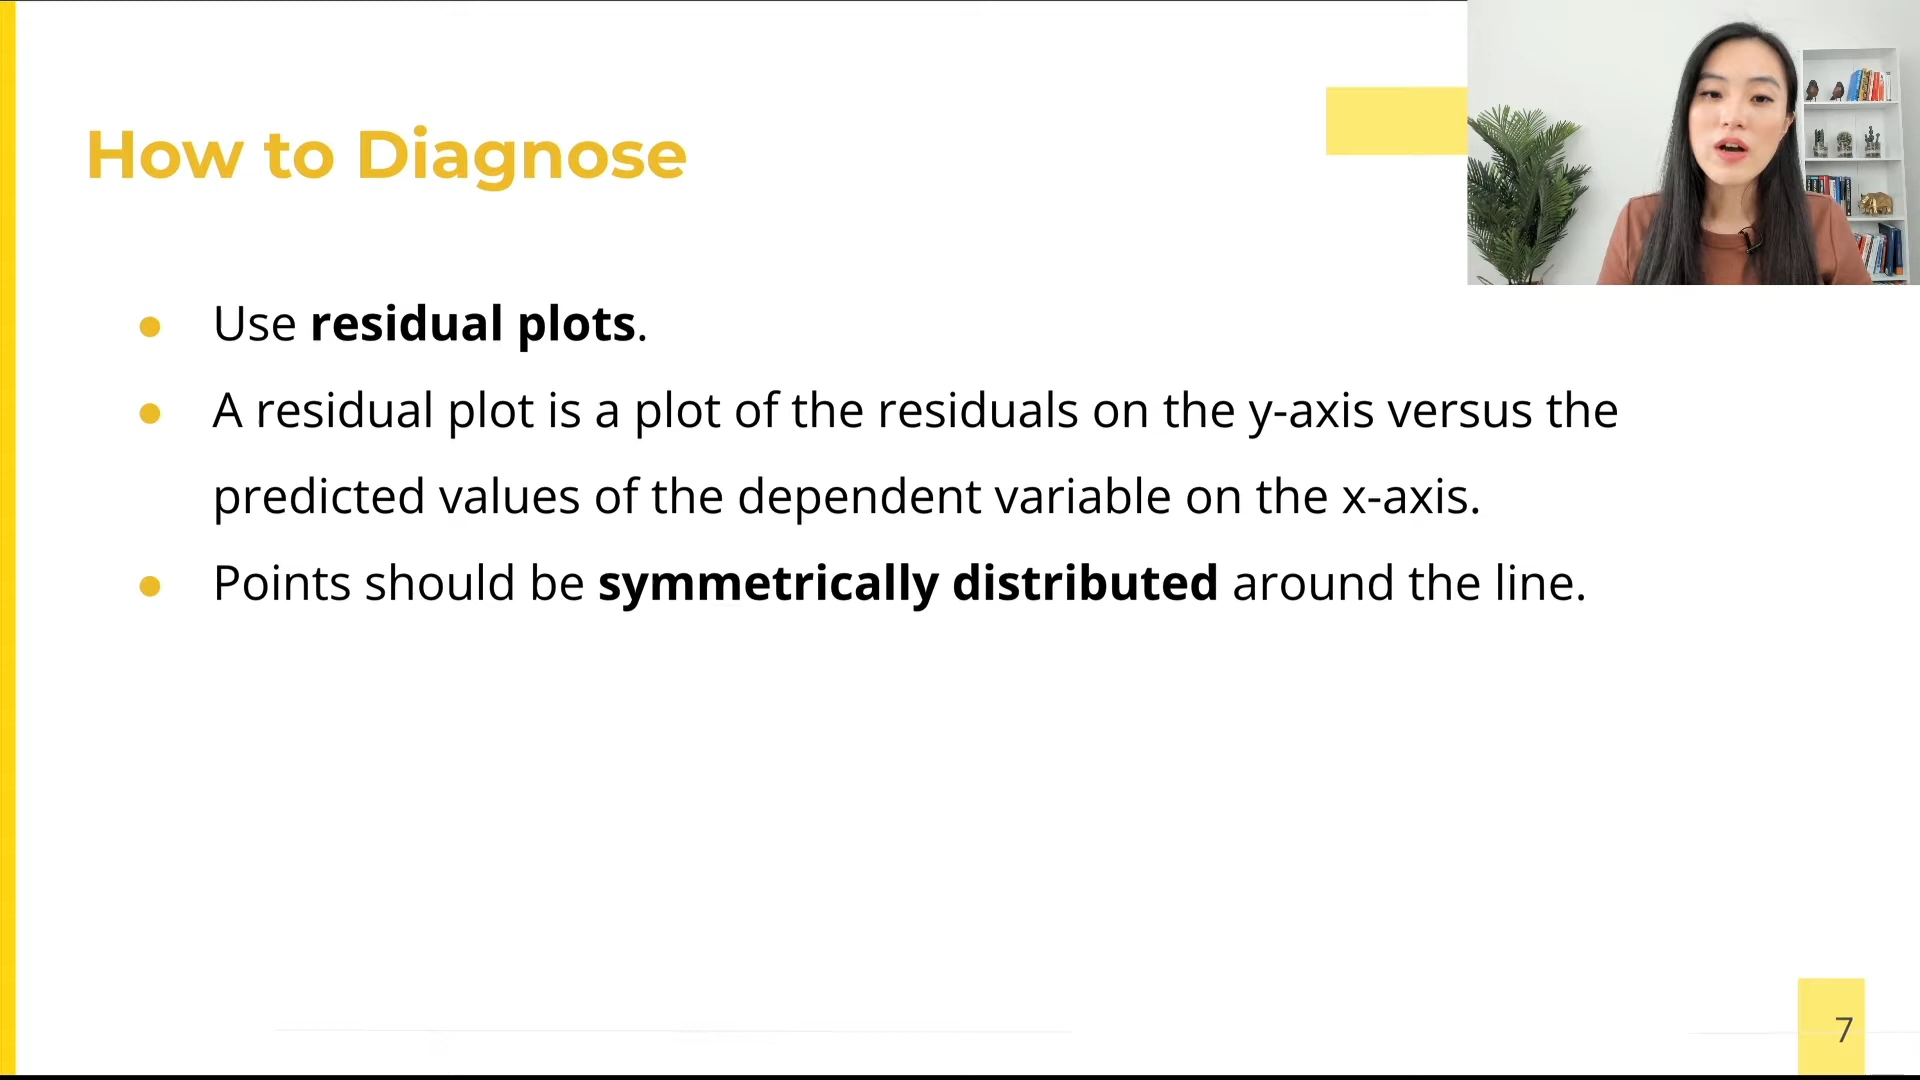 How to Diagnose
● Use residual plots.
● A residual plot is a plot of the residuals on the y-axis versus the
predicted values of the dependent variable on the x-axis.
● Points should be symmetrically distributed around the line.
7